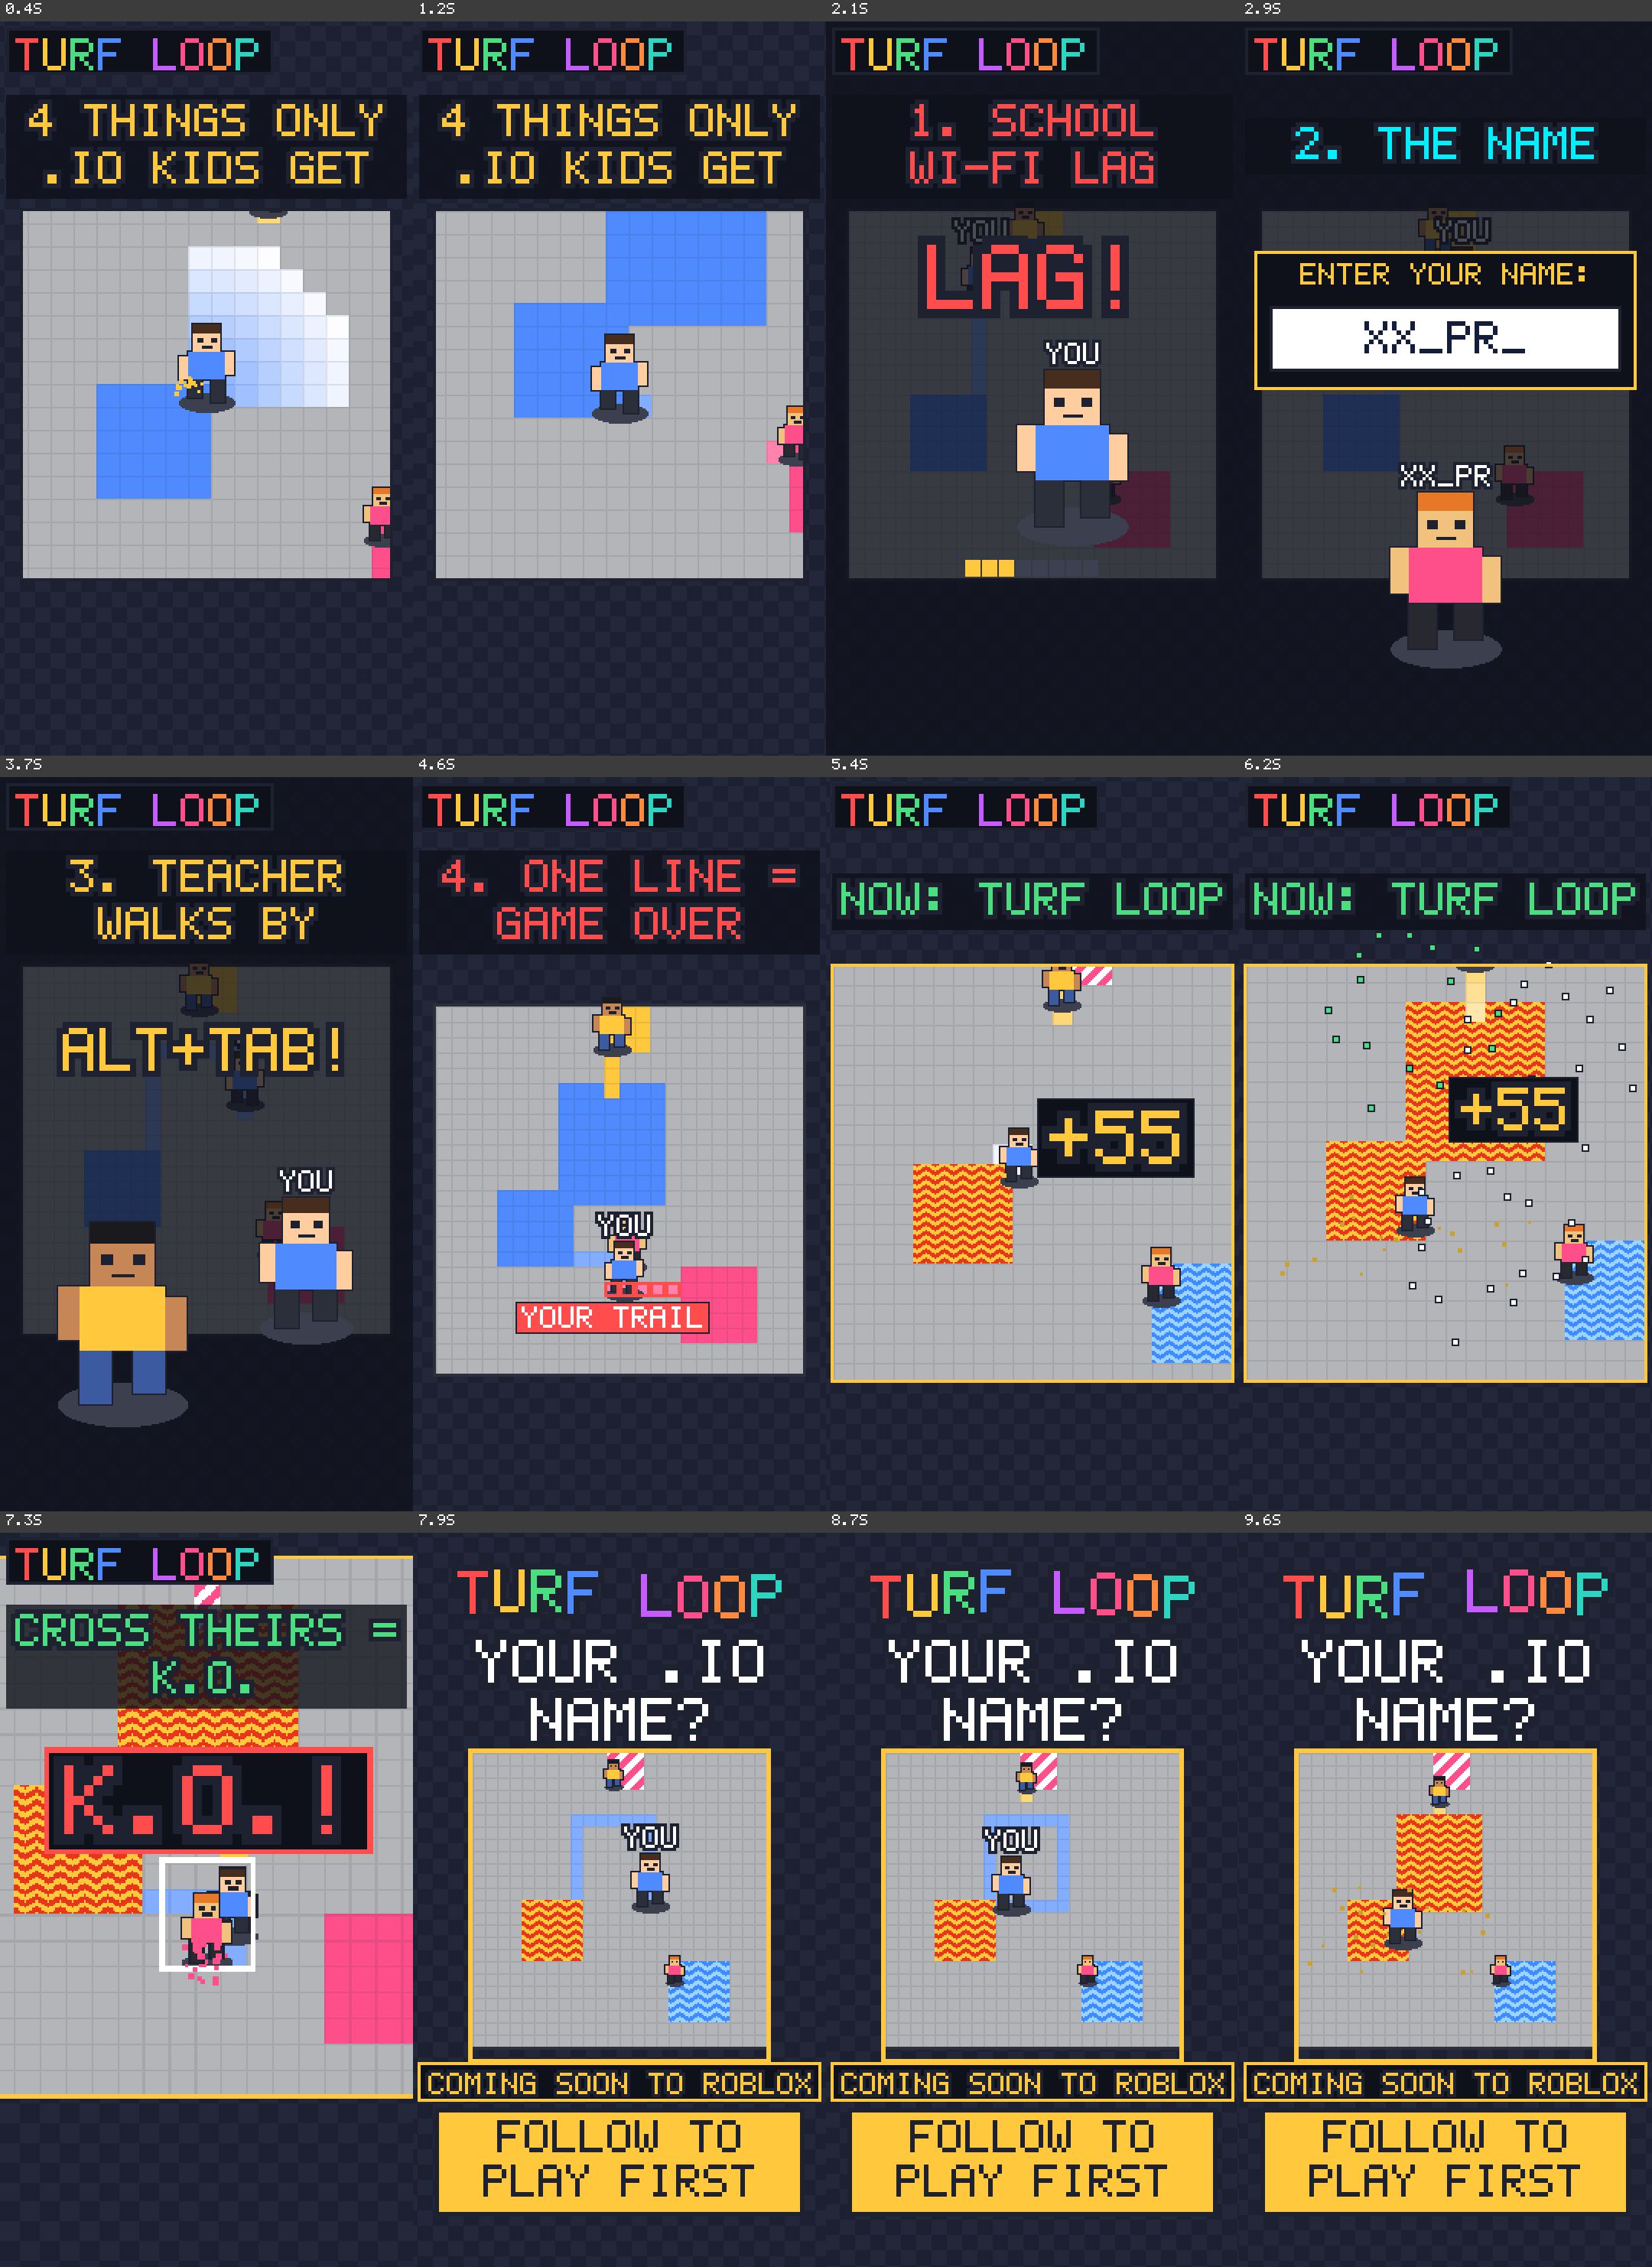 0.4S
TURF LOOP
4 THINGS ONLY
.IO KIDS GET
1.2S
TURF LOOP
4 THINGS ONLY
.IO KIDS GET
2.1S
TURF LOOP
1. SCHOOL
WI-FI LAG
YOU
LAG!
YOU
2.9S
TURF LOOP
2. THE NAME
YOU
ENTER YOUR NAME:
XX_PR_
XX_PR
3.7S
TURF LOOP
3. TEACHER
WALKS BY
ALT+TAB!
YOU
4.6S
TURF LOOP
4. ONE LINE =
GAME OVER
YOU
YOUR TRAIL
5.4S
TURF LOOP
NOW: TURF LOOP
+55
6.2S
TURF LOOP
NOW: TURF LOOP
+55
7.3S
TURF LOOP
CROSS THEIRS =
K.O.
K.O.!
7.9S
TURF LOOP
YOUR .IO
NAME?
YOU
COMING SOON TO ROBLOX
FOLLOW TO
PLAY FIRST
8.7S
TURF LOOP
YOUR .IO
NAME?
YOU
COMING SOON TO ROBLOX
FOLLOW TO
PLAY FIRST
9.6S
TURF LOOP
YOUR .IO
NAME?
COMING SOON TO ROBLOX
FOLLOW TO
PLAY FIRST